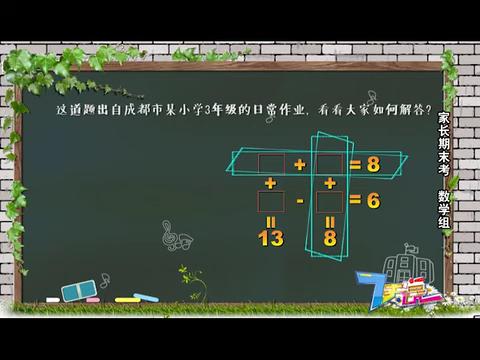 这道题出自成都市某小学3年级的日常作业，看看大家如何解答？
家长期末考 数学组
□ + □ = 8
+ +
□ - □ = 6
= =
13 8